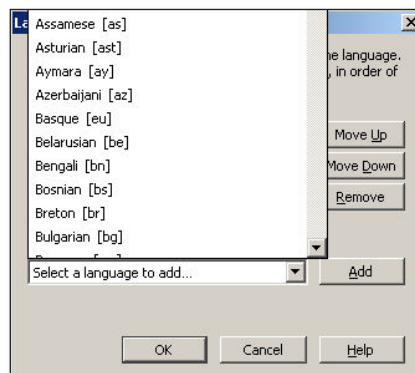 La
Assamese [as]
Asturian [ast]
Aymara [ay]
Azerbaijani [az]
Basque [eu]
Belarusian [be]
Bengali [bn]
Bosnian [bs]
Breton [br]
Bulgarian [bg]
he language.
, in order of
Move Up
Move Down
Remove
Select a language to add...
Add
OK
Cancel
Help